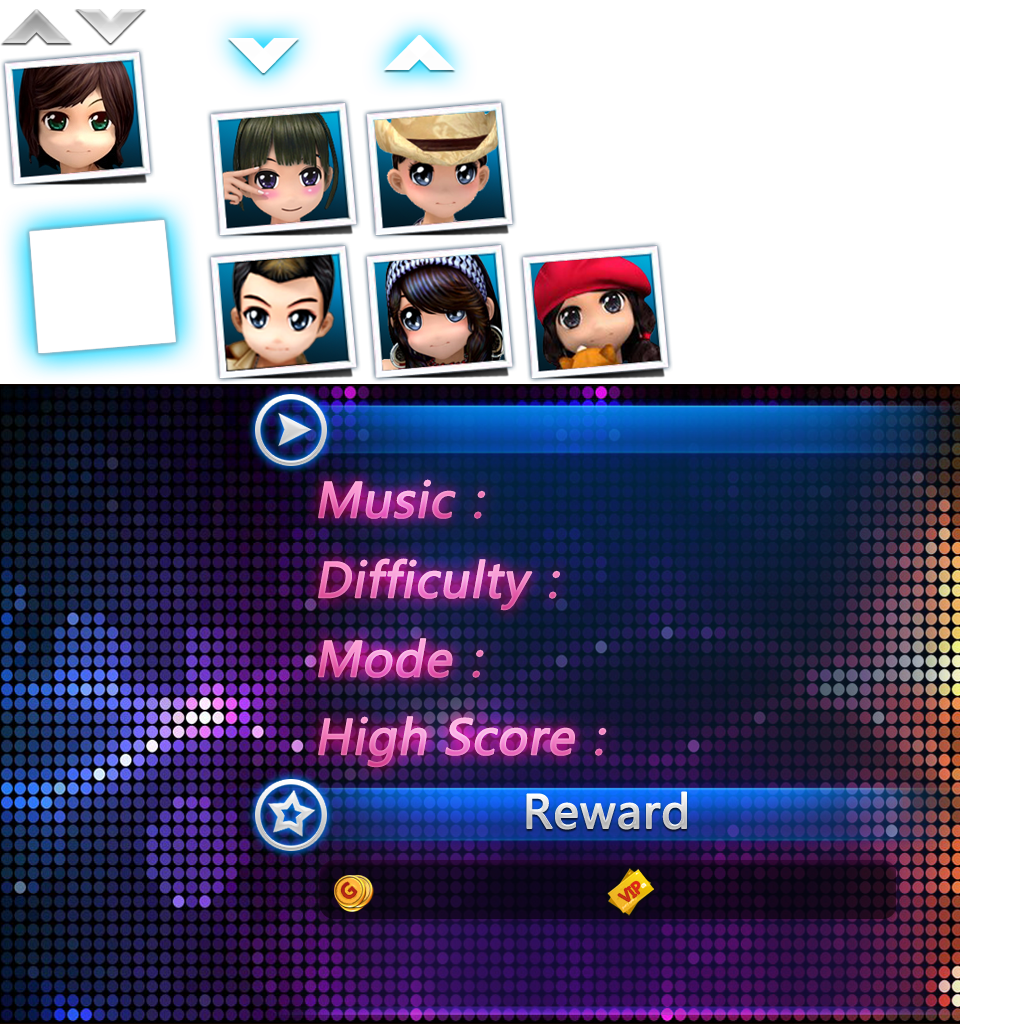 Music :
Difficulty :
Mode :
High Score :
Reward
G
VIP